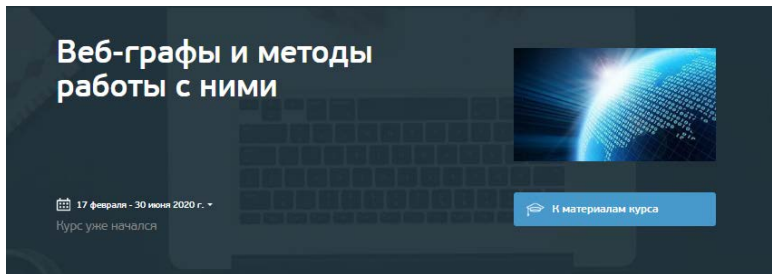 Веб-графы и методы
работы с ними
17 февраля - 30 июня 2020 г.
Курс уже начался
К материалам курса